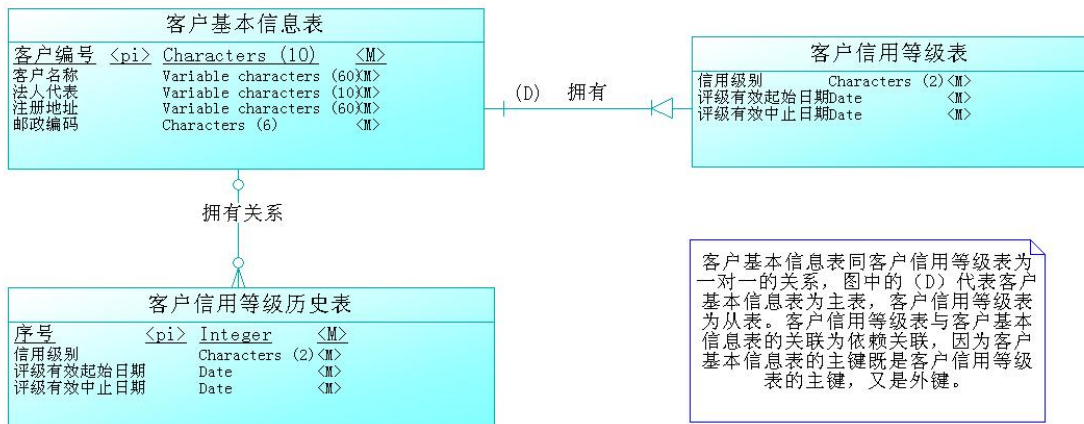 客户基本信息表
客户编号 <pi> Characters (10) <M>
客户名称 Variable characters (60)<M>
法人代表 Variable characters (10)<M>
注册地址 Variable characters (60)<M>
邮政编码 Characters (6) <M>
(D) 拥有
客户信用等级表
信用级别 Characters (2)<M>
评级有效起始日期Date <M>
评级有效中止日期Date <M>
拥有关系
客户信用等级历史表
序号 <pi> Integer <M>
信用级别 Characters (2)<M>
评级有效起始日期 Date <M>
评级有效中止日期 Date <M>
客户基本信息表同客户信用等级表为
一对一的关系，图中的（D）代表客户
基本信息表为主表，客户信用等级表
为从表。客户信用等级表与客户基本
信息表的关联为依赖关联，因为客户
基本信息表的主键既是客户信用等级
表的主键，又是外键。